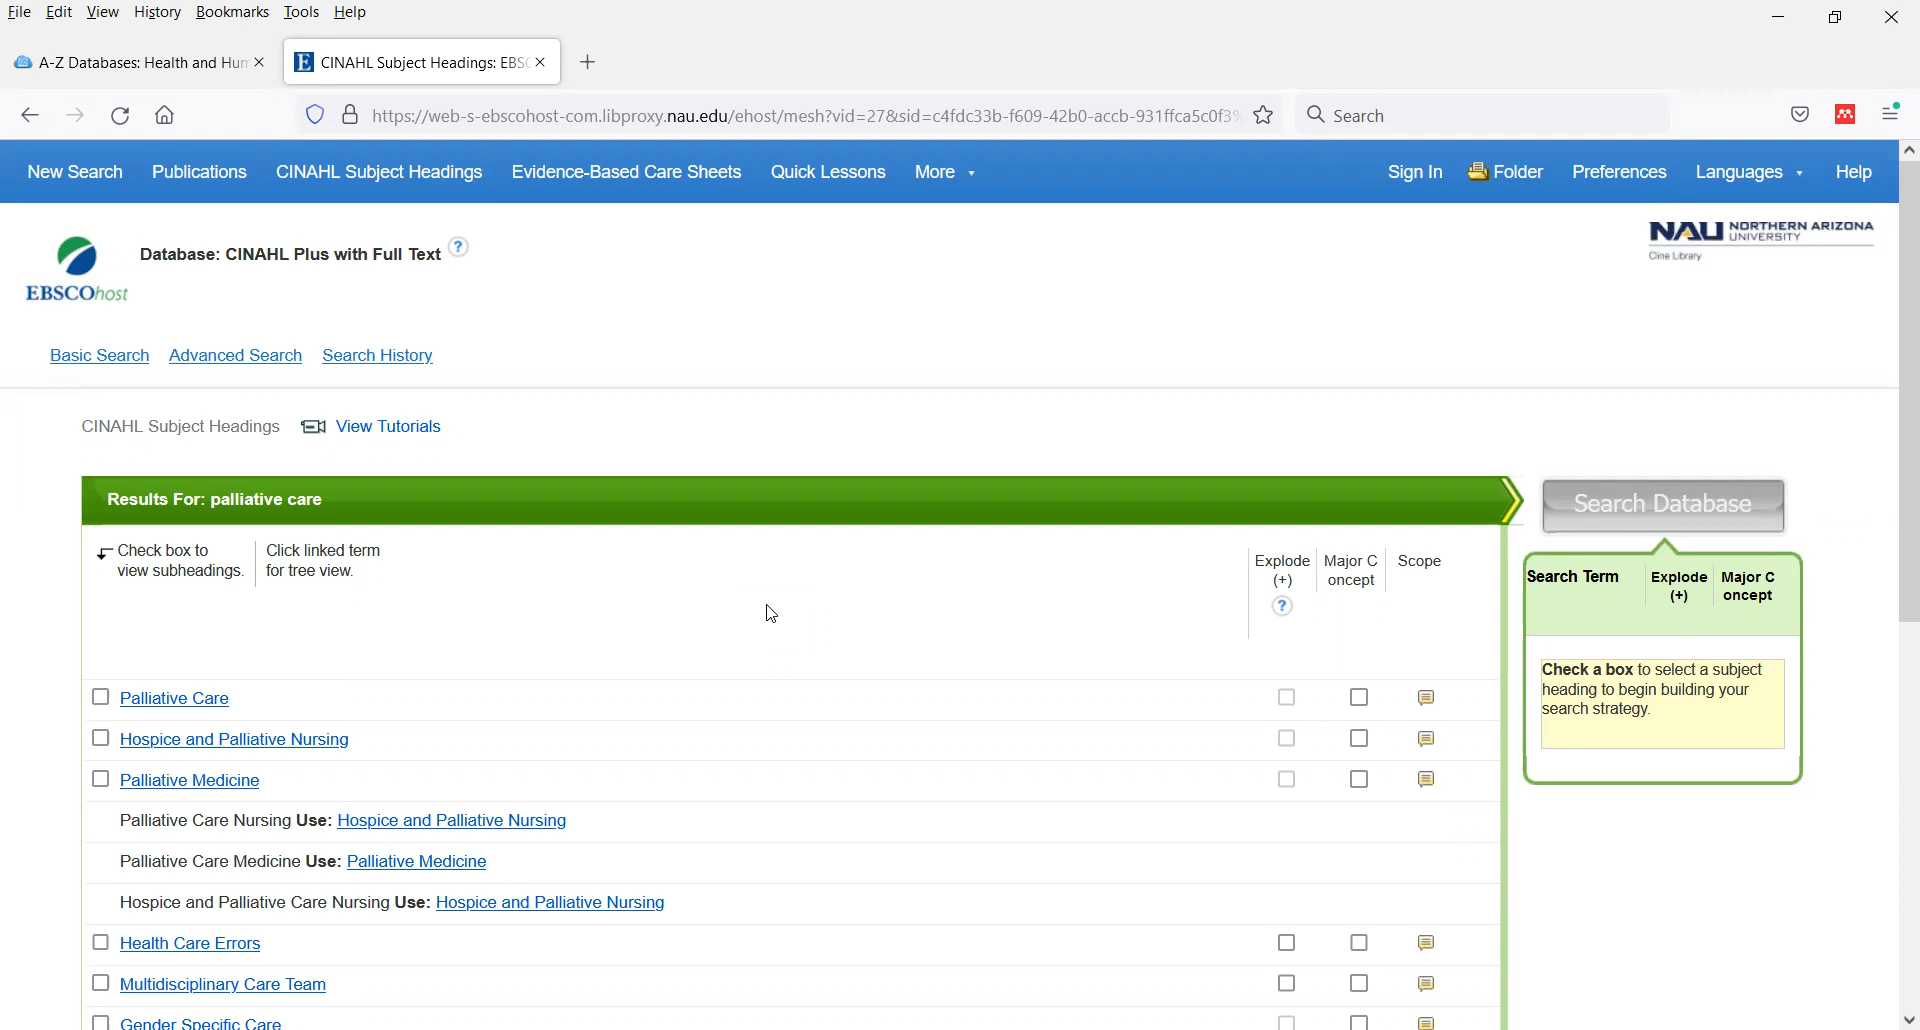 File Edit View History Bookmarks Tools Help
A-Z Databases: Health and Hum
CINAHL Subject Headings: EBSC
https://web-s-ebscohost-com.libproxy.nau.edu/ehost/mesh?vid=27&sid=c4fdc33b-f609-42b0-accb-931ffca5c0f3%
Search
New Search Publications CINAHL Subject Headings Evidence-Based Care Sheets Quick Lessons More Sign In Folder Preferences Languages Help
Database: CINAHL Plus with Full Text ?
EBSCOhost
NAU NORTHERN ARIZONA
UNIVERSITY
Cline Library
Basic Search Advanced Search Search History
CINAHL Subject Headings View Tutorials
Results For: palliative care
Search Database
Check box to
view subheadings.
Click linked term
for tree view.
Explode
(+)
?
Major C
oncept
Scope
Search Term
Explode
(+)
Major C
oncept
Check a box to select a subject
heading to begin building your
search strategy.
Palliative Care
Hospice and Palliative Nursing
Palliative Medicine
Palliative Care Nursing Use: Hospice and Palliative Nursing
Palliative Care Medicine Use: Palliative Medicine
Hospice and Palliative Care Nursing Use: Hospice and Palliative Nursing
Health Care Errors
Multidisciplinary Care Team
Gender Specific Care